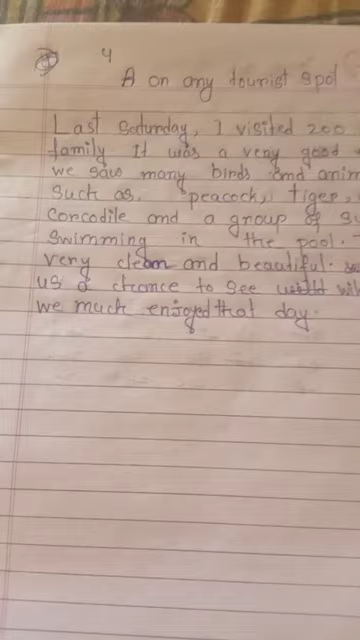 4
A on any tourist spot
Last Saturday, I visited zoo
family It was a very good
we saw many birds and anim
such as. peacock, tiger,
Concodile and a group of
swimming in the pool.
very clean and beautiful.
us a chance to see world
we much enjoyed that day.